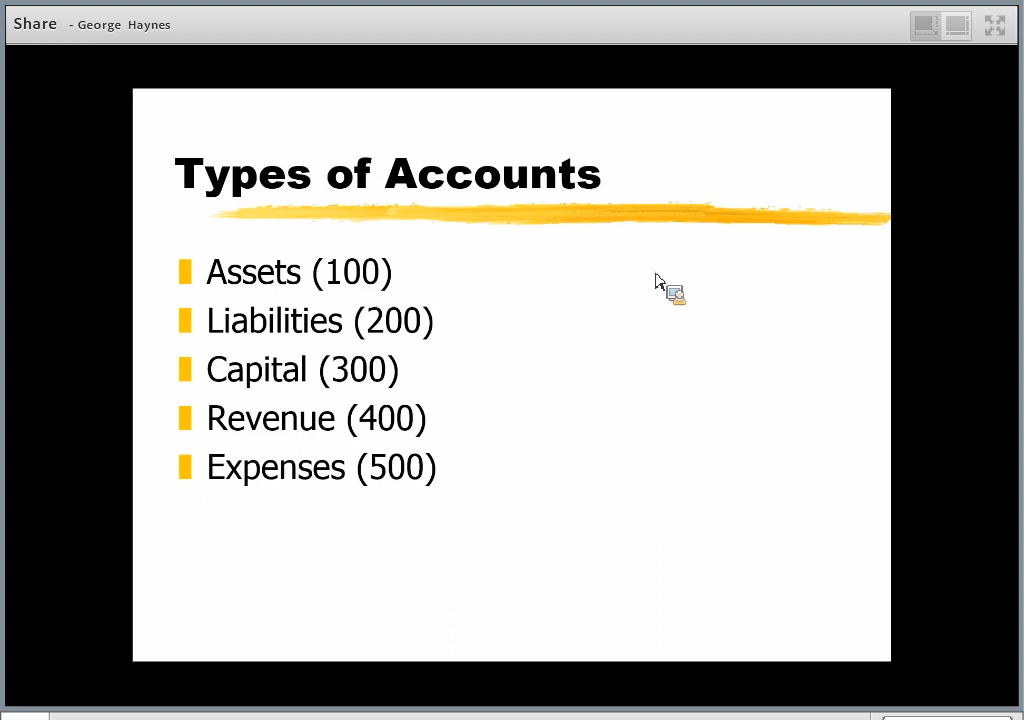 Share - George Haynes
Types of Accounts
Assets (100)
Liabilities (200)
Capital (300)
Revenue (400)
Expenses (500)